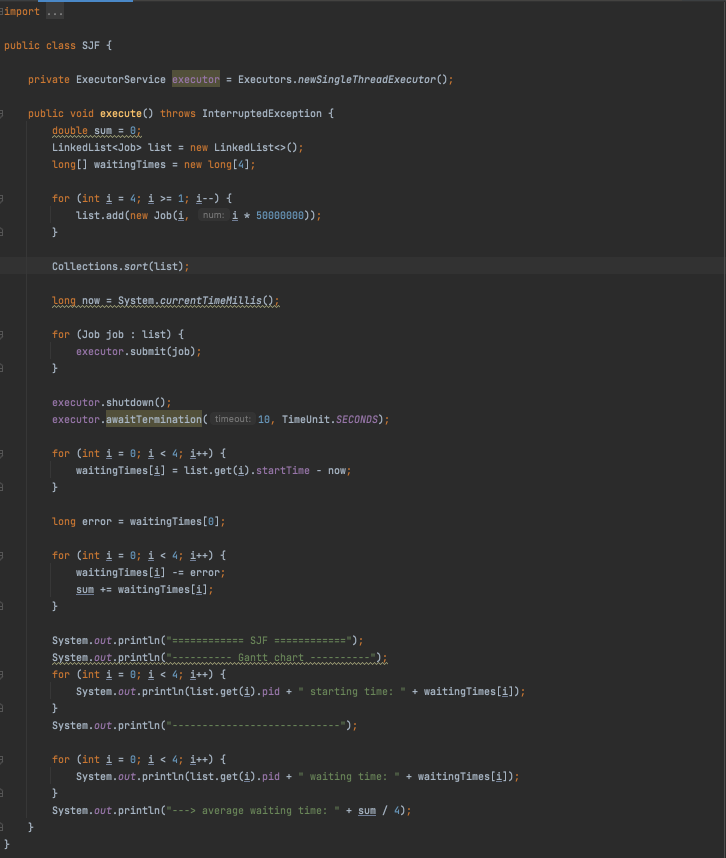 import ...
public class SJF {
private ExecutorService executor = Executors.newSingleThreadExecutor();
public void execute() throws InterruptedException {
double sum = 0;
LinkedList<Job> list = new LinkedList<>();
long[] waitingTimes = new long[4];
for (int i = 4; i >= 1; i--) {
list.add(new Job(i, num: i * 50000000));
}
Collections.sort(list);
long now = System.currentTimeMillis();
for (Job job : list) {
executor.submit(job);
}
executor.shutdown();
executor.awaitTermination( timeout: 10, TimeUnit.SECONDS);
for (int i = 0; i < 4; i++) {
waitingTimes[i] = list.get(i).startTime - now;
}
long error = waitingTimes[0];
for (int i = 0; i < 4; i++) {
waitingTimes[i] -= error;
sum += waitingTimes[i];
}
System.out.println("============ SJF ============");
System.out.println("---------- Gantt chart ----------");
for (int i = 0; i < 4; i++) {
System.out.println(list.get(i).pid + " starting time: " + waitingTimes[i]);
}
System.out.println("----------------------------");
for (int i = 0; i < 4; i++) {
System.out.println(list.get(i).pid + " waiting time: " + waitingTimes[i]);
}
System.out.println("---> average waiting time: " + sum / 4);
}
}